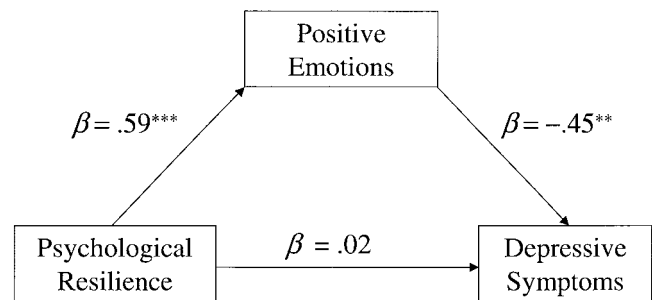 Positive
Emotions
β = .59***
β = –.45**
Psychological
Resilience
β = .02
Depressive
Symptoms